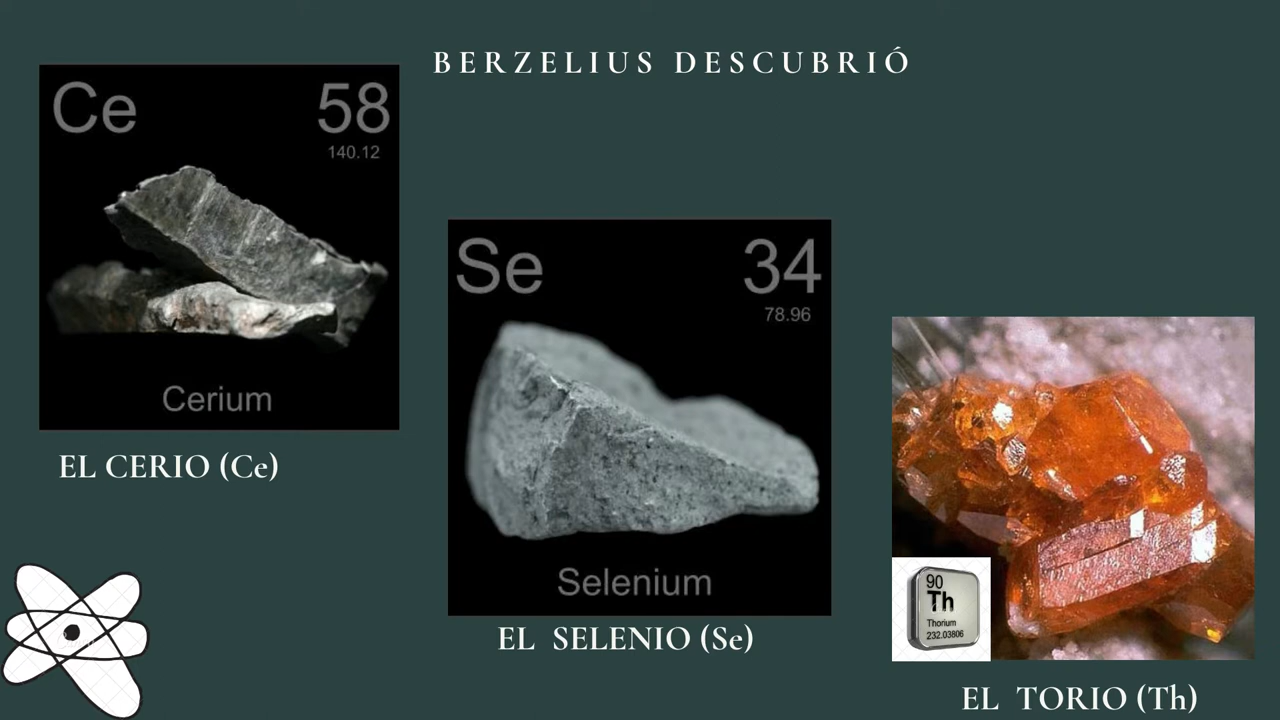 BERZELIUS DESCUBRIÓ
Ce 58
140.12
Cerium
EL CERIO (Ce)
Se 34
78.96
Selenium
EL SELENIO (Se)
90
Th
Thorium
232.03806
EL TORIO (Th)